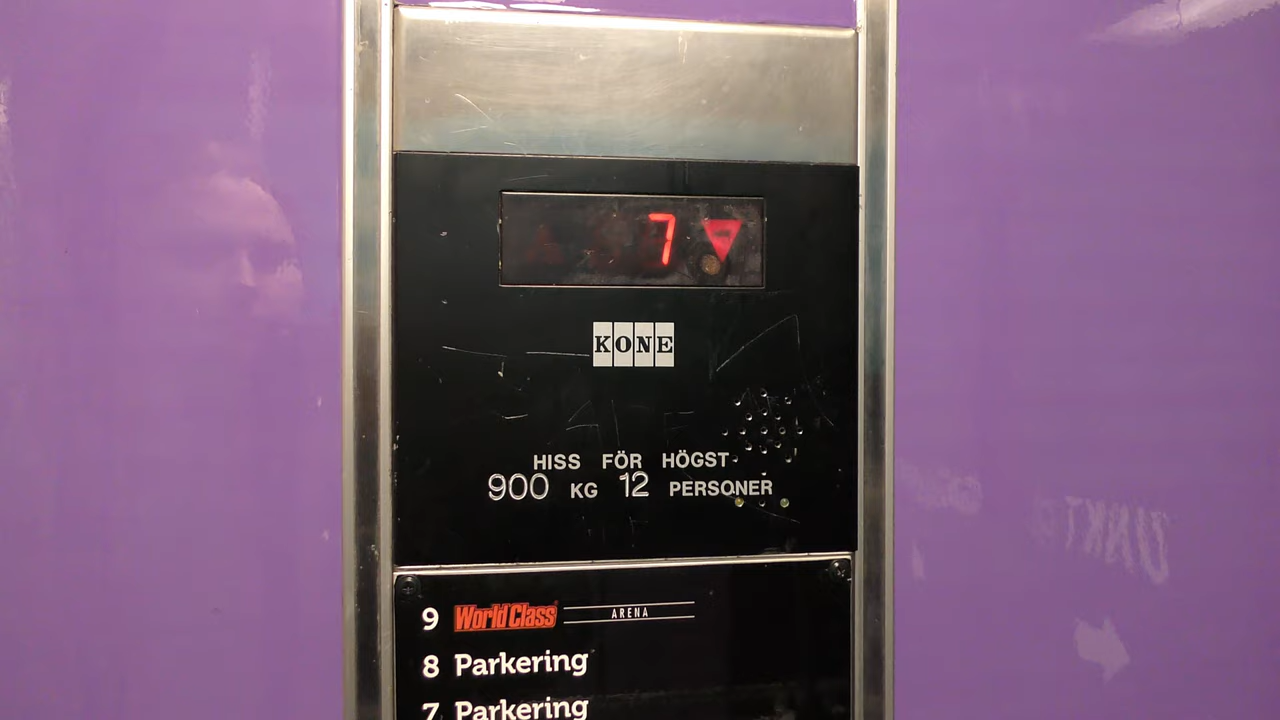 7
KONE
HISS FÖR HÖGST
900 KG 12 PERSONER
9 World Class ARENA
8 Parkering
7 Parkering